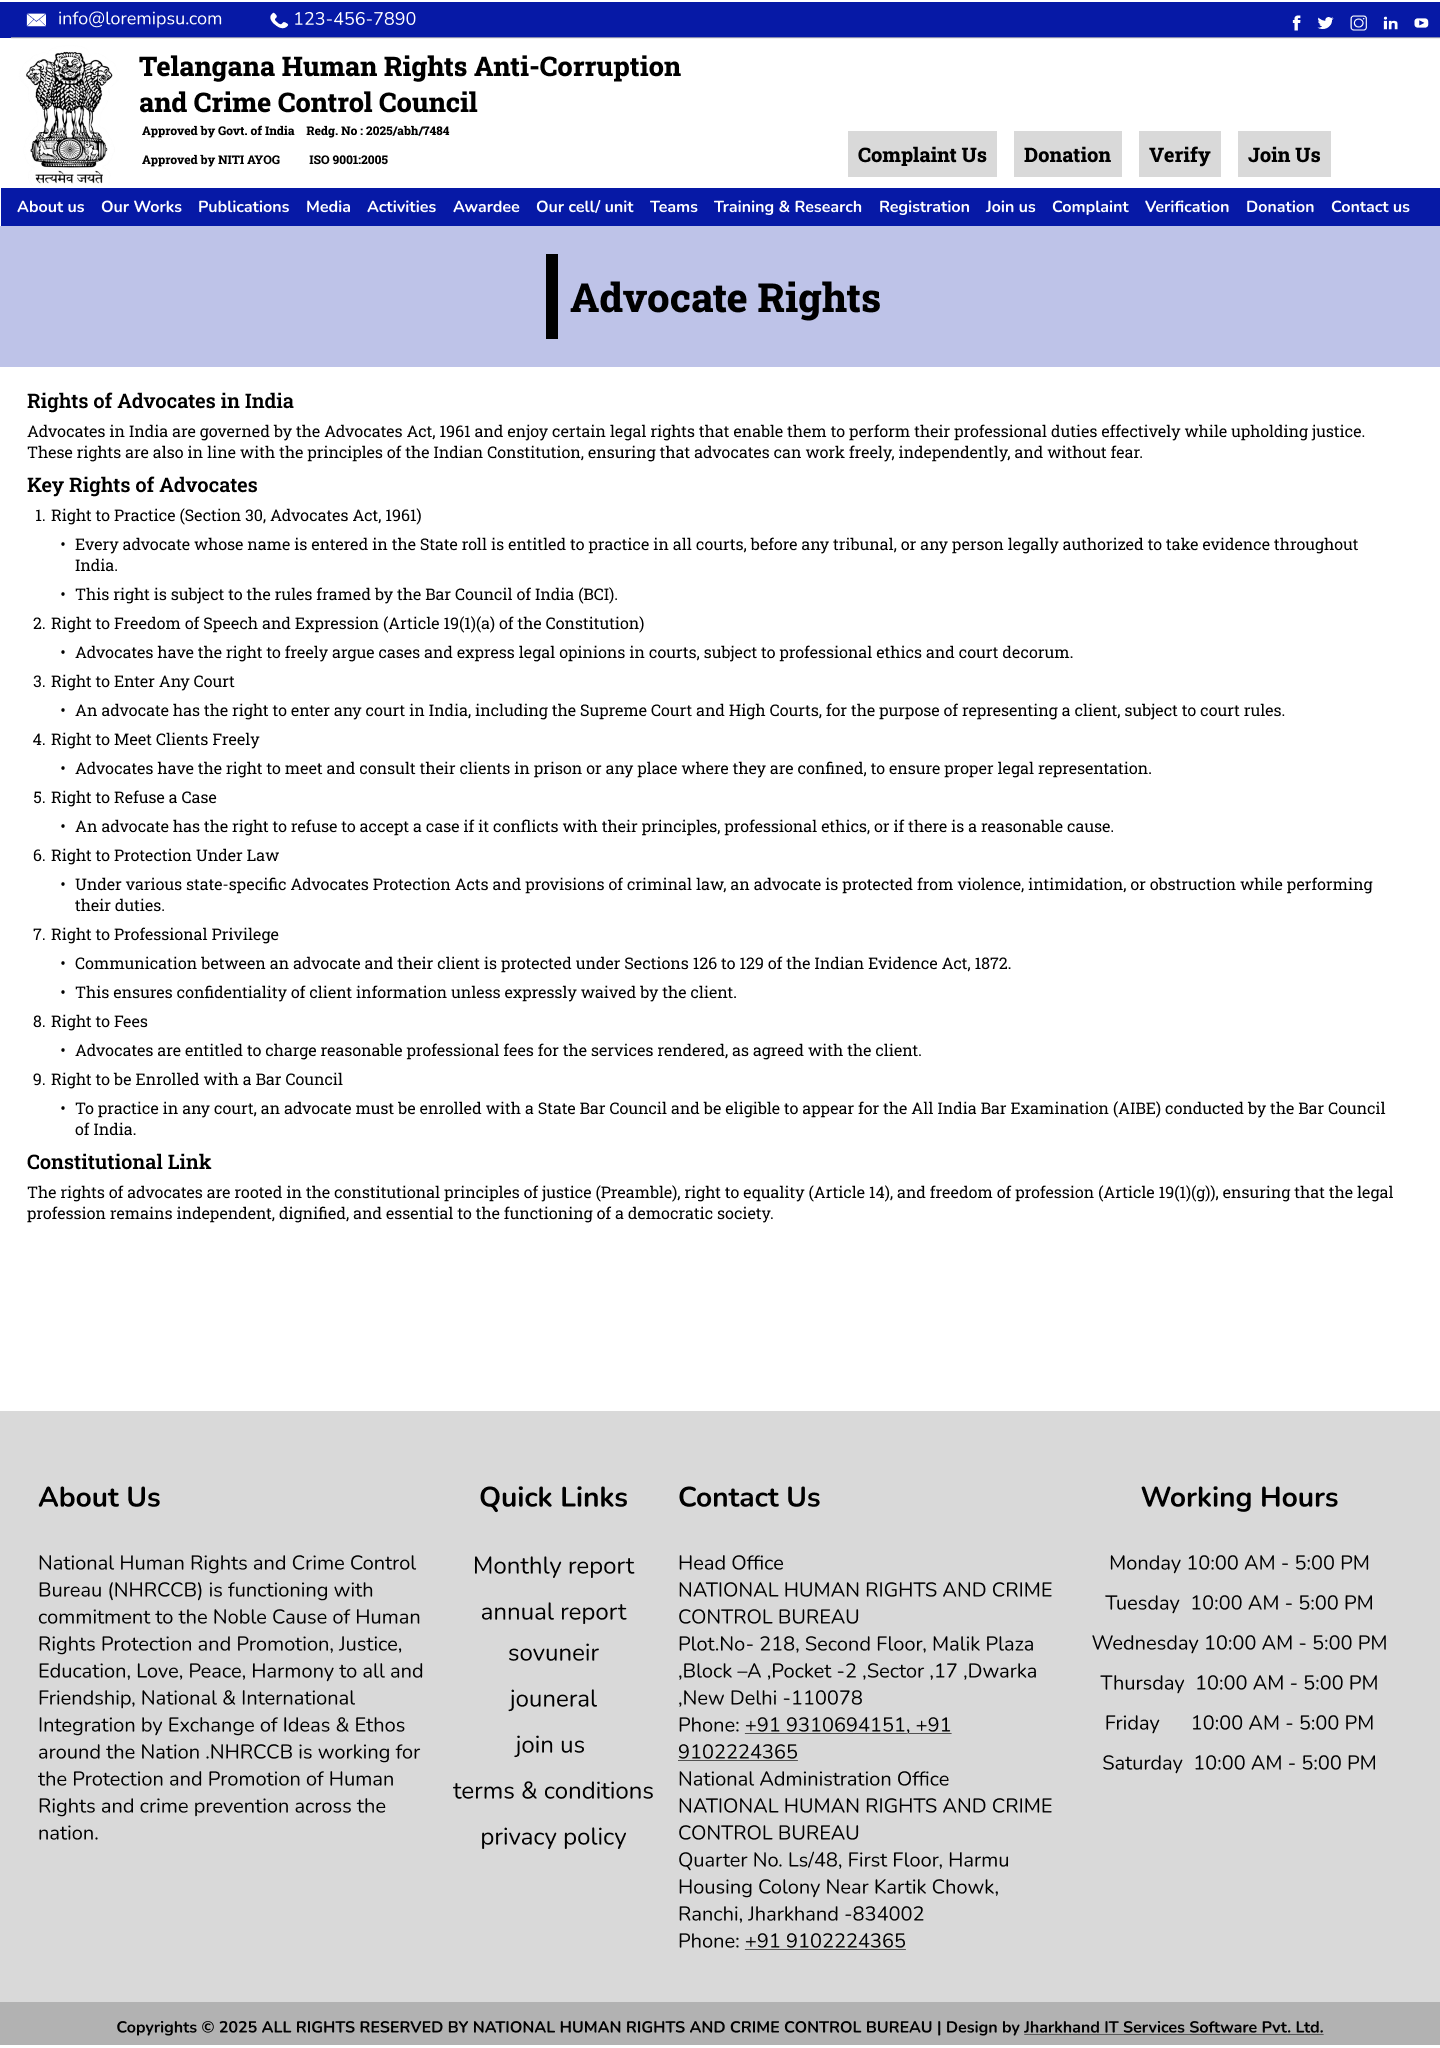 info@loremipsu.com 123-456-7890
Telangana Human Rights Anti-Corruption
and Crime Control Council
Approved by Govt. of India Redg. No : 2025/abh/7484
Approved by NITI AYOG ISO 9001:2005
सत्यमेव जयते
Complaint Us Donation Verify Join Us
About us Our Works Publications Media Activities Awardee Our cell/ unit Teams Training & Research Registration Join us Complaint Verification Donation Contact us
Advocate Rights
Rights of Advocates in India
Advocates in India are governed by the Advocates Act, 1961 and enjoy certain legal rights that enable them to perform their professional duties effectively while upholding justice.
These rights are also in line with the principles of the Indian Constitution, ensuring that advocates can work freely, independently, and without fear.
Key Rights of Advocates
1. Right to Practice (Section 30, Advocates Act, 1961)
• Every advocate whose name is entered in the State roll is entitled to practice in all courts, before any tribunal, or any person legally authorized to take evidence throughout
India.
• This right is subject to the rules framed by the Bar Council of India (BCI).
2. Right to Freedom of Speech and Expression (Article 19(1)(a) of the Constitution)
• Advocates have the right to freely argue cases and express legal opinions in courts, subject to professional ethics and court decorum.
3. Right to Enter Any Court
• An advocate has the right to enter any court in India, including the Supreme Court and High Courts, for the purpose of representing a client, subject to court rules.
4. Right to Meet Clients Freely
• Advocates have the right to meet and consult their clients in prison or any place where they are confined, to ensure proper legal representation.
5. Right to Refuse a Case
• An advocate has the right to refuse to accept a case if it conflicts with their principles, professional ethics, or if there is a reasonable cause.
6. Right to Protection Under Law
• Under various state-specific Advocates Protection Acts and provisions of criminal law, an advocate is protected from violence, intimidation, or obstruction while performing
their duties.
7. Right to Professional Privilege
• Communication between an advocate and their client is protected under Sections 126 to 129 of the Indian Evidence Act, 1872.
• This ensures confidentiality of client information unless expressly waived by the client.
8. Right to Fees
• Advocates are entitled to charge reasonable professional fees for the services rendered, as agreed with the client.
9. Right to be Enrolled with a Bar Council
• To practice in any court, an advocate must be enrolled with a State Bar Council and be eligible to appear for the All India Bar Examination (AIBE) conducted by the Bar Council
of India.
Constitutional Link
The rights of advocates are rooted in the constitutional principles of justice (Preamble), right to equality (Article 14), and freedom of profession (Article 19(1)(g)), ensuring that the legal
profession remains independent, dignified, and essential to the functioning of a democratic society.
About Us
National Human Rights and Crime Control
Bureau (NHRCCB) is functioning with
commitment to the Noble Cause of Human
Rights Protection and Promotion, Justice,
Education, Love, Peace, Harmony to all and
Friendship, National & International
Integration by Exchange of Ideas & Ethos
around the Nation .NHRCCB is working for
the Protection and Promotion of Human
Rights and crime prevention across the
nation.
Quick Links
Monthly report
annual report
sovuneir
jouneral
join us
terms & conditions
privacy policy
Contact Us
Head Office
NATIONAL HUMAN RIGHTS AND CRIME
CONTROL BUREAU
Plot.No- 218, Second Floor, Malik Plaza
,Block –A ,Pocket -2 ,Sector ,17 ,Dwarka
,New Delhi -110078
Phone: +91 9310694151, +91
9102224365
National Administration Office
NATIONAL HUMAN RIGHTS AND CRIME
CONTROL BUREAU
Quarter No. Ls/48, First Floor, Harmu
Housing Colony Near Kartik Chowk,
Ranchi, Jharkhand -834002
Phone: +91 9102224365
Working Hours
Monday 10:00 AM - 5:00 PM
Tuesday 10:00 AM - 5:00 PM
Wednesday 10:00 AM - 5:00 PM
Thursday 10:00 AM - 5:00 PM
Friday 10:00 AM - 5:00 PM
Saturday 10:00 AM - 5:00 PM
Copyrights © 2025 ALL RIGHTS RESERVED BY NATIONAL HUMAN RIGHTS AND CRIME CONTROL BUREAU | Design by Jharkhand IT Services Software Pvt. Ltd.